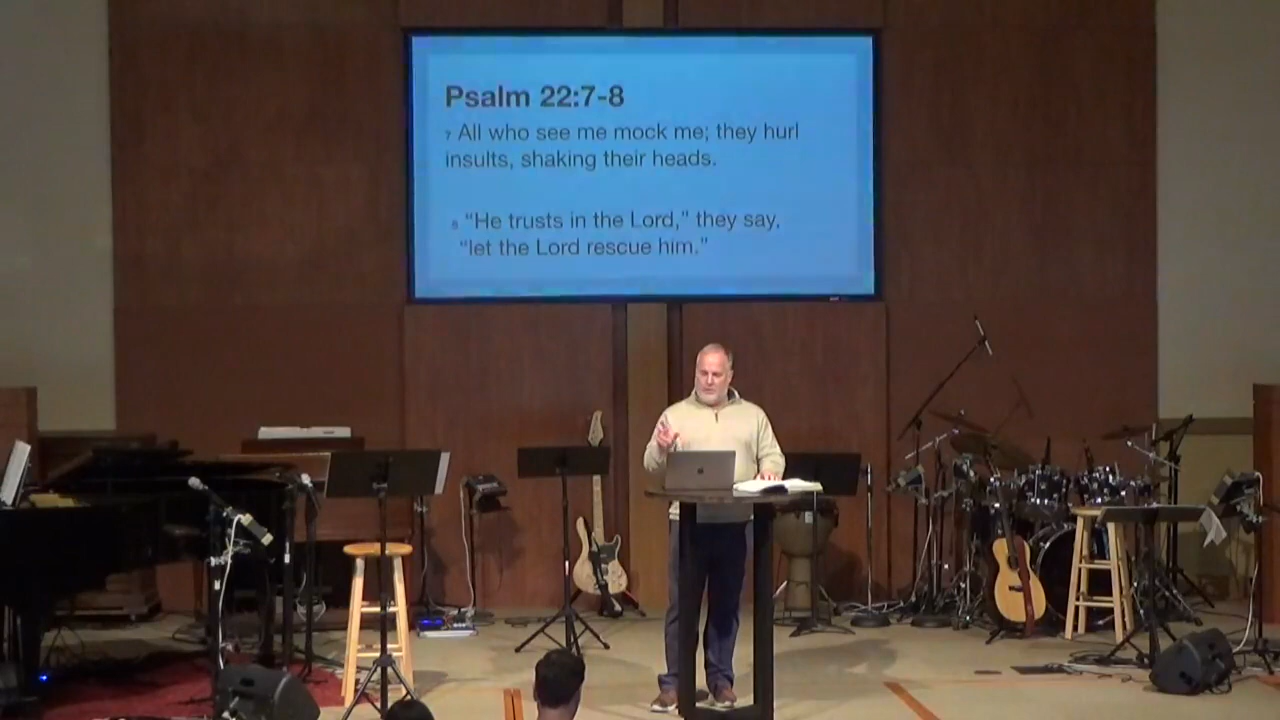 Psalm 22:7-8
7 All who see me mock me; they hurl
insults, shaking their heads.
8 “He trusts in the Lord,” they say,
“let the Lord rescue him.”